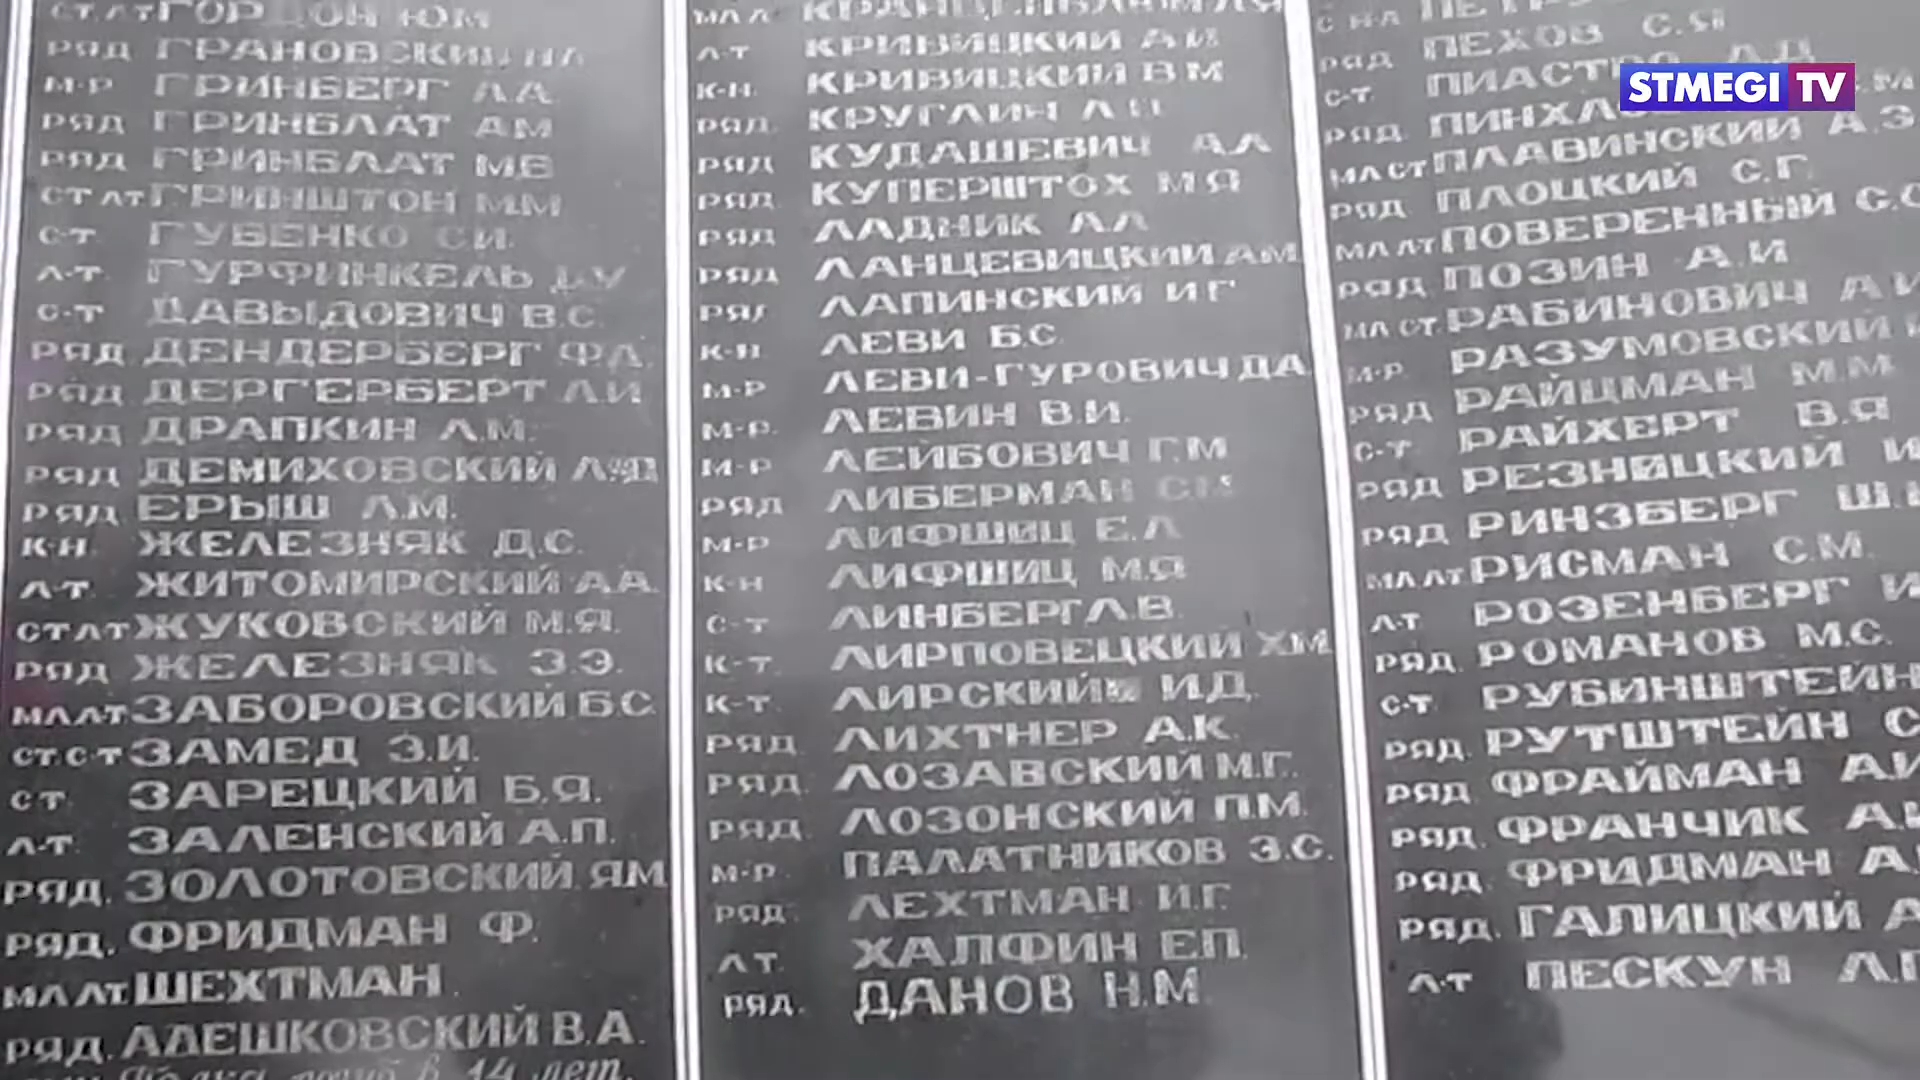 СТ.ЛТ ГОРДОН Ю.М
РЯД ГРАНОВСКИЙ
М-Р ГРИНБЕРГ А.А.
РЯД ГРИНБЛАТ А.М
РЯД ГРИНБЛАТ М.Б
СТ ЛТ ГРИНШТОН М.М
С-Т ГУБЕНКО С.И.
Л-Т ГУРФИНКЕЛЬ
С-Т ДАВЫДОВИЧ В.С.
РЯД. ДЕНДЕРБЕРГ Ф.Л.
РЯД ДЕРГЕРБЕРТ Л.И
РЯД ДРАПКИН Л.М.
РЯД ДЕМИХОВСКИЙ
РЯД ЕРЫШ Л.М.
К-Н ЖЕЛЕЗНЯК Д.С.
Л-Т ЖИТОМИРСКИЙ А.А.
СТ ЛТ ЖУКОВСКИЙ М.Я.
РЯД ЖЕЛЕЗНЯК З.Э.
МЛ ЛТ ЗАБОРОВСКИЙ Б.С.
СТ.С-Т ЗАМЕД З.И.
С-Т ЗАРЕЦКИЙ Б.Я.
Л-Т ЗАЛЕНСКИЙ А.П.
РЯД. ЗОЛОТОВСКИЙ Я.М
РЯД. ФРИДМАН Ф.
МЛ ЛТ. ШЕХТМАН
РЯД. АДЕШКОВСКИЙ В.А.
Полка погиб в 14 лет.
Л-Т КРИВИЦКИЙ А.И
К-Н. КРИВИЦКИЙ В.М
РЯД. КРУГЛИН Л.П
РЯД КУДАШЕВИЧ А.Л
РЯД КУПЕРШТОХ М.Я
РЯД ЛАДНИК А.Л
РЯД ЛАНЦЕВИЦКИЙ А.М
РЯД ЛАПИНСКИЙ И.Г
К-Н ЛЕВИ Б.С.
М-Р ЛЕВИ-ГУРОВИЧ Д.А.
М-Р. ЛЕВИН В.И.
М-Р ЛЕЙБОВИЧ Г.М
РЯД ЛИБЕРМАН
М-Р ЛИФШИЦ Е.Л
К-Н ЛИФШИЦ М.Я
С-Т ЛИНБЕРГ Л.В.
К-Т. ЛИРПОВЕЦКИЙ Х.М
К-Т. ЛИРСКИЙ И.Д.
РЯД ЛИХТНЕР А.К.
РЯД. ЛОЗАВСКИЙ М.Г.
РЯД. ЛОЗОНСКИЙ П.М.
М-Р. ПАЛАТНИКОВ З.С.
РЯД. ЛЕХТМАН И.Г.
Л.Т. ХАЛФИН Е.П.
РЯД. ДАНОВ Н.М.
РЯД. ПЕХОВ С.Я
С-Т.
РЯД.
МЛ СТ ПЛАВИНСКИЙ А.З
РЯД ПЛОЦКИЙ С.Г.
МЛ ЛТ ПОВЕРЕННЫЙ С.
РЯД. ПОЗИН А.И
МЛ СТ. РАБИНОВИЧ А.И
М-Р РАЗУМОВСКИЙ
РЯД РАЙЦМАН М.М
С-Т РАЙХЕРТ В.Я
РЯД РЕЗНИЦКИЙ
РЯД РИНЗБЕРГ Ш.
МЛ ЛТ РИСМАН С.М.
Л-Т РОЗЕНБЕРГ
РЯД. РОМАНОВ М.С.
С-Т РУБИНШТЕЙН
РЯД. РУТШТЕЙН С
РЯД ФРАЙМАН А.И
РЯД. ФРАНЧИК А.
РЯД. ФРИДМАН А.
РЯД. ГАЛИЦКИЙ А
Л-Т ПЕСКУН Л.
STMEGI TV